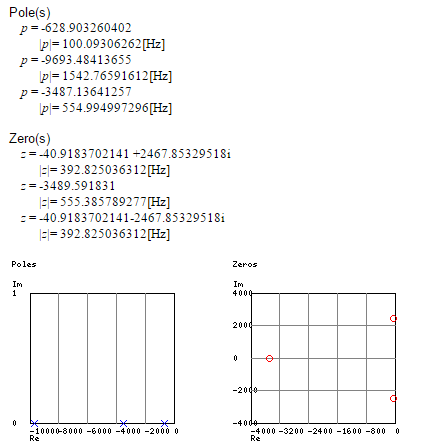 Pole(s)
p = -628.903260402
|p|= 100.09306262[Hz]
p = -9693.48413655
|p|= 1542.76591612[Hz]
p = -3487.13641257
|p|= 554.994997296[Hz]
Zero(s)
z = -40.9183702141 +2467.85329518i
|z|= 392.825036312[Hz]
z = -3489.591831
|z|= 555.385789277[Hz]
z = -40.9183702141-2467.85329518i
|z|= 392.825036312[Hz]
Poles
Im
1
0
-10000 -8000 -6000 -4000 -2000 0
Re
Zeros
Im
4000
2000
0
-2000
-4000
-4000 -3200 -2400 -1600 -800 0
Re